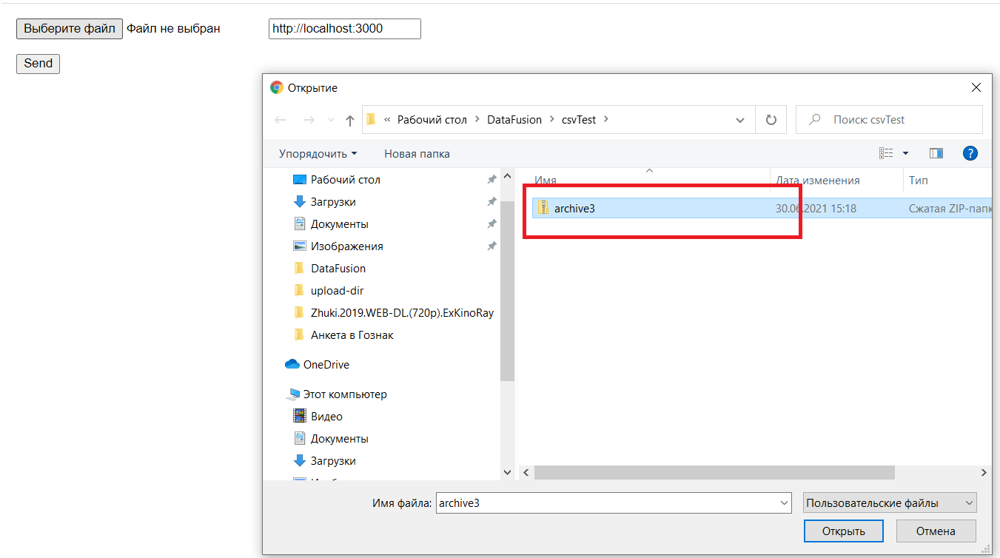 Выберите файл Файл не выбран http://localhost:3000
Send
Открытие
« Рабочий стол > DataFusion > csvTest > Поиск: csvTest
Упорядочить Новая папка
Рабочий стол
Загрузки
Документы
Изображения
DataFusion
upload-dir
Zhuki.2019.WEB-DL.(720p).ExKinoRay
Анкета в Гознак
OneDrive
Этот компьютер
Видео
Документы
Загрузки
Имя Дата изменения Тип
archive3 30.06.2021 15:18 Сжатая ZIP-папк
Имя файла: archive3 Пользовательские файлы
Открыть Отмена